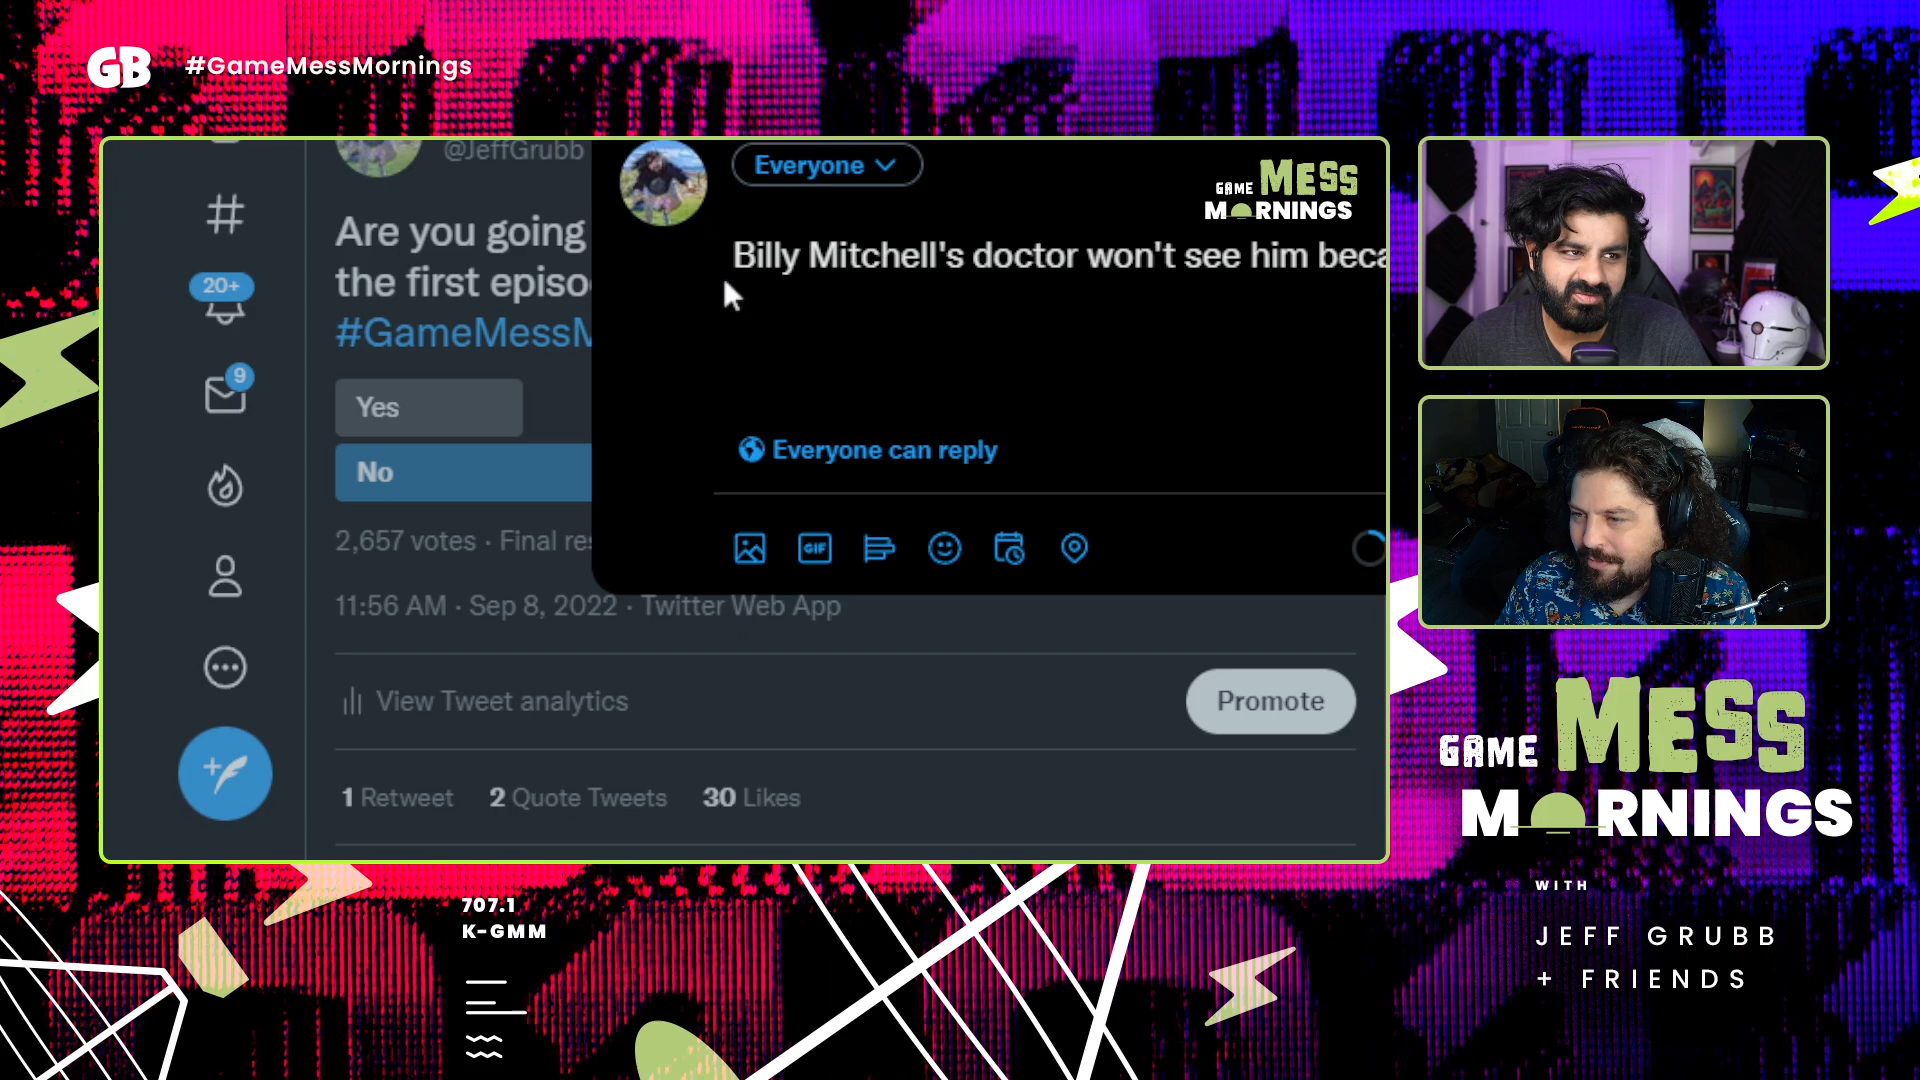 GB #GameMessMornings
@JeffGrubb
Are you going
the first episo
#GameMessM
Yes
No
2,657 votes · Final res
11:56 AM · Sep 8, 2022 · Twitter Web App
View Tweet analytics
Promote
1 Retweet 2 Quote Tweets 30 Likes
20+
9
Everyone
Billy Mitchell's doctor won't see him beca
Everyone can reply
GIF
GAME MESS
MORNINGS
GAME MESS
MORNINGS
WITH
JEFF GRUBB
+ FRIENDS
707.1
K-GMM